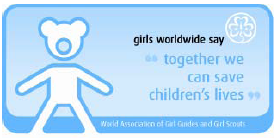 girls worldwide say
“ together we
can save
children's lives ”
World Association of Girl Guides and Girl Scouts